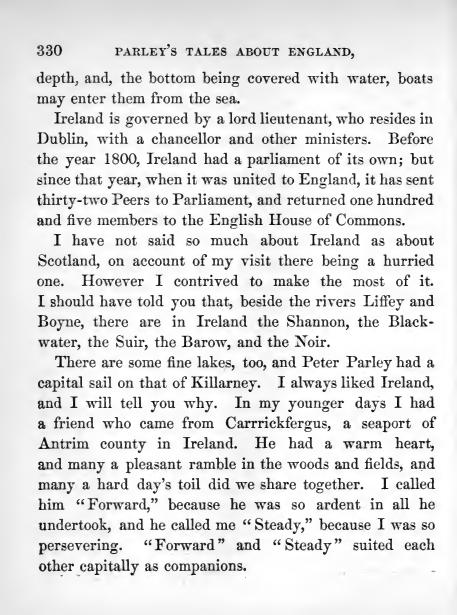 330 PARLEY'S TALES ABOUT ENGLAND,
depth, and, the bottom being covered with water, boats
may enter them from the sea.
Ireland is governed by a lord lieutenant, who resides in
Dublin, with a chancellor and other ministers. Before
the year 1800, Ireland had a parliament of its own; but
since that year, when it was united to England, it has sent
thirty-two Peers to Parliament, and returned one hundred
and five members to the English House of Commons.
I have not said so much about Ireland as about
Scotland, on account of my visit there being a hurried
one. However I contrived to make the most of it.
I should have told you that, beside the rivers Liffey and
Boyne, there are in Ireland the Shannon, the Black-
water, the Suir, the Barow, and the Noir.
There are some fine lakes, too, and Peter Parley had a
capital sail on that of Killarney. I always liked Ireland,
and I will tell you why. In my younger days I had
a friend who came from Carrrickfergus, a seaport of
Antrim county in Ireland. He had a warm heart,
and many a pleasant ramble in the woods and fields, and
many a hard day's toil did we share together. I called
him "Forward," because he was so ardent in all he
undertook, and he called me "Steady," because I was so
persevering. "Forward" and "Steady" suited each
other capitally as companions.